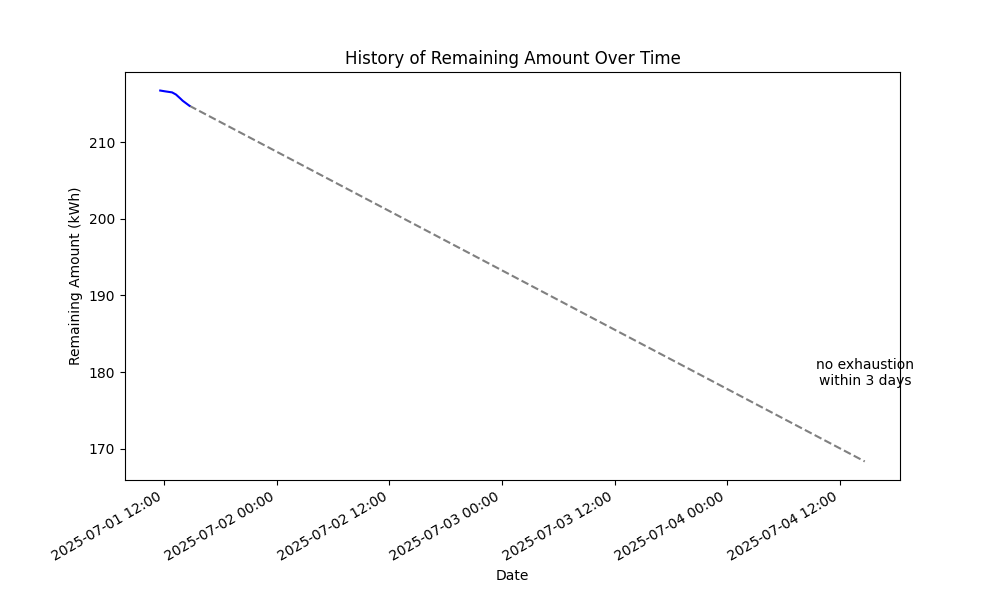 History of Remaining Amount Over Time
Remaining Amount (kWh)
210
200
190
180
170
no exhaustion
within 3 days
2025-07-01 12:00
2025-07-02 00:00
2025-07-02 12:00
2025-07-03 00:00
2025-07-03 12:00
2025-07-04 00:00
2025-07-04 12:00
Date